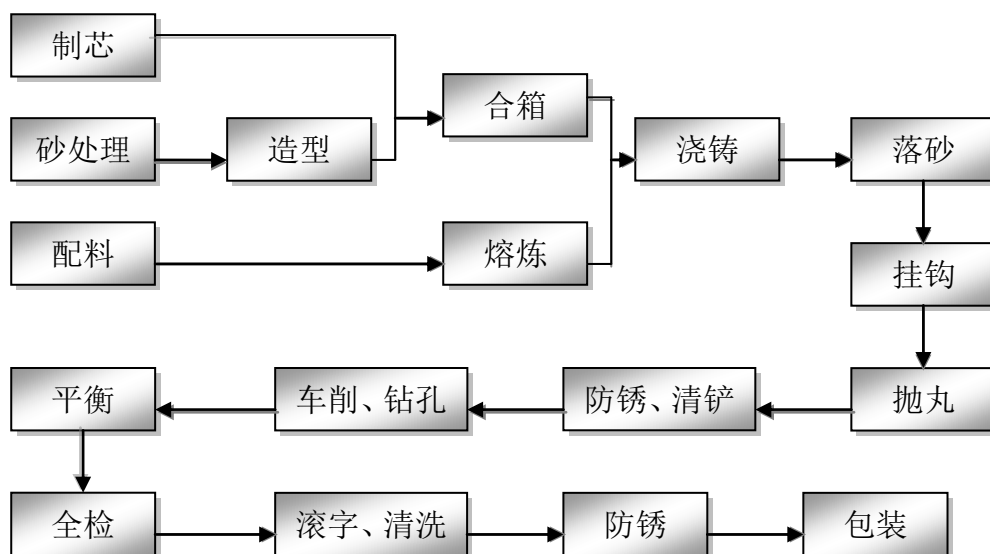 制芯
合箱
砂处理
造型
浇铸
落砂
配料
熔炼
挂钩
平衡
车削、钻孔
防锈、清铲
抛丸
全检
滚字、清洗
防锈
包装